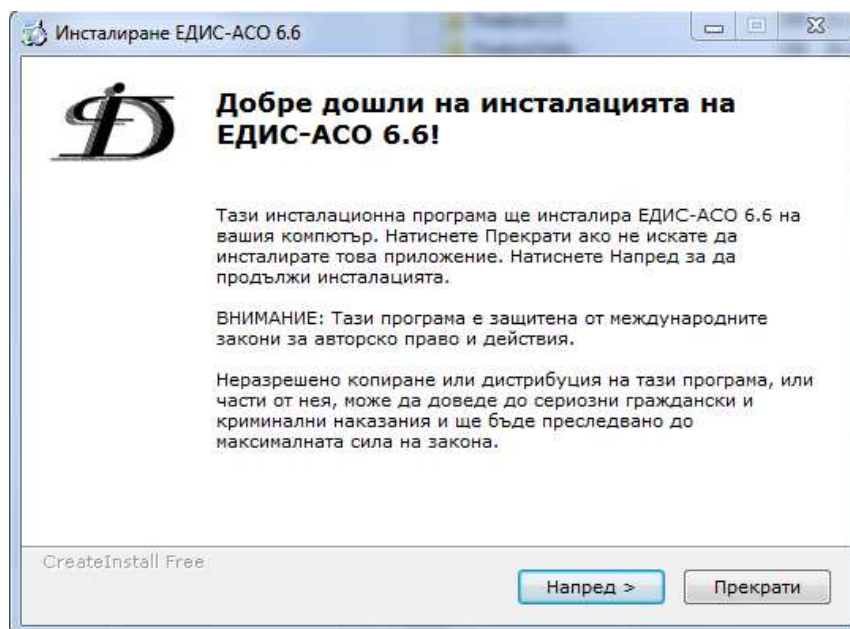 Инсталиране ЕДИС-АСО 6.6
Добре дошли на инсталацията на
ЕДИС-АСО 6.6!
Тази инсталационна програма ще инсталира ЕДИС-АСО 6.6 на
вашия компютър. Натиснете Прекрати ако не искате да
инсталирате това приложение. Натиснете Напред за да
продължи инсталацията.
ВНИМАНИЕ: Тази програма е защитена от международните
закони за авторско право и действия.
Неразрешено копиране или дистрибуция на тази програма, или
части от нея, може да доведе до сериозни граждански и
криминални наказания и ще бъде преследвано до
максималната сила на закона.
CreateInstall Free
Напред >
Прекрати